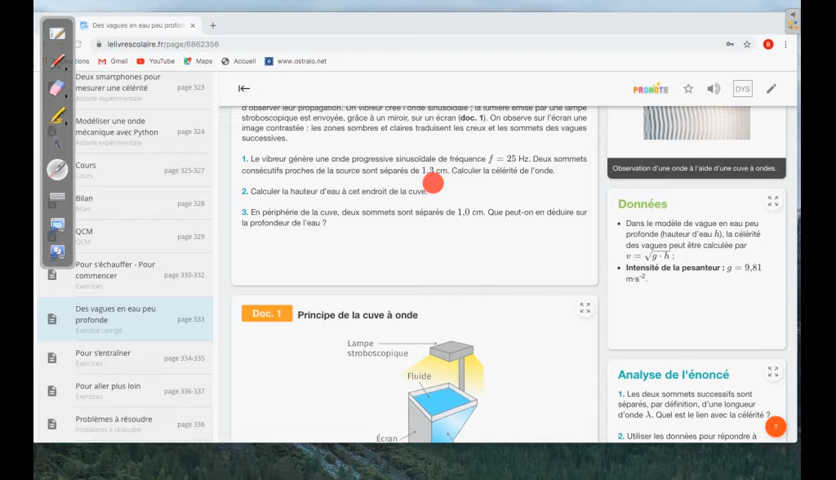 Des vagues en eau peu profond
lelivrescolaire.fr/page/6862356
Gmail
YouTube
Maps
Accueil
www.ostralo.net
Deux smartphones pour
mesurer une célérité
Activité expérimentale
page 323
Modéliser une onde
mécanique avec Python
Activité expérimentale
page 324
Cours
Cours
page 325-327
Bilan
Bilan
page 328
QCM
QCM
page 329
Pour s'échauffer - Pour
commencer
Exercices
page 330-332
Des vagues en eau peu
profonde
Exercice corrigé
page 333
Pour s'entraîner
Exercices
page 334-335
Pour aller plus loin
Exercices
page 336-337
Problèmes à résoudre
Problèmes à résoudre
page 338
PRONOTE
DYS
d'observer leur propagation. Un vibreur crée l'onde sinusoïdale ; la lumière émise par une lampe
stroboscopique est envoyée, grâce à un miroir, sur un écran (doc. 1). On observe sur l'écran une
image contrastée : les zones sombres et claires traduisent les creux et les sommets des vagues
successives.
1. Le vibreur génère une onde progressive sinusoïdale de fréquence f = 25 Hz. Deux sommets
consécutifs proches de la source sont séparés de 1,3 cm. Calculer la célérité de l'onde.
2. Calculer la hauteur d'eau à cet endroit de la cuve.
3. En périphérie de la cuve, deux sommets sont séparés de 1,0 cm. Que peut-on en déduire sur
la profondeur de l'eau ?
Doc. 1 Principe de la cuve à onde
Lampe
stroboscopique
Fluide
Écran
Observation d'une onde à l'aide d'une cuve à ondes.
Données
• Dans le modèle de vague en eau peu
profonde (hauteur d'eau h), la célérité
des vagues peut être calculée par
v = √g · h ;
• Intensité de la pesanteur : g = 9,81
m·s⁻².
Analyse de l'énoncé
1. Les deux sommets successifs sont
séparés, par définition, d'une longueur
d'onde λ. Quel est le lien avec la célérité ?
2. Utiliser les données pour répondre à
?